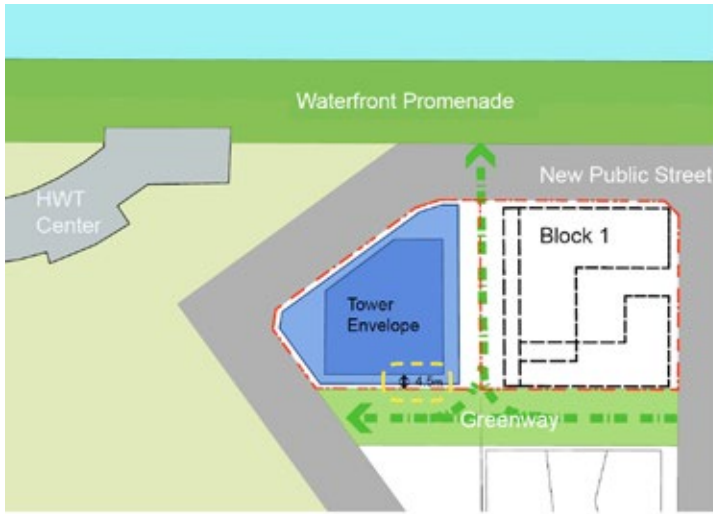 Waterfront Promenade
New Public Street
HWT
Center
Block 1
Tower
Envelope
4.5m
Greenway